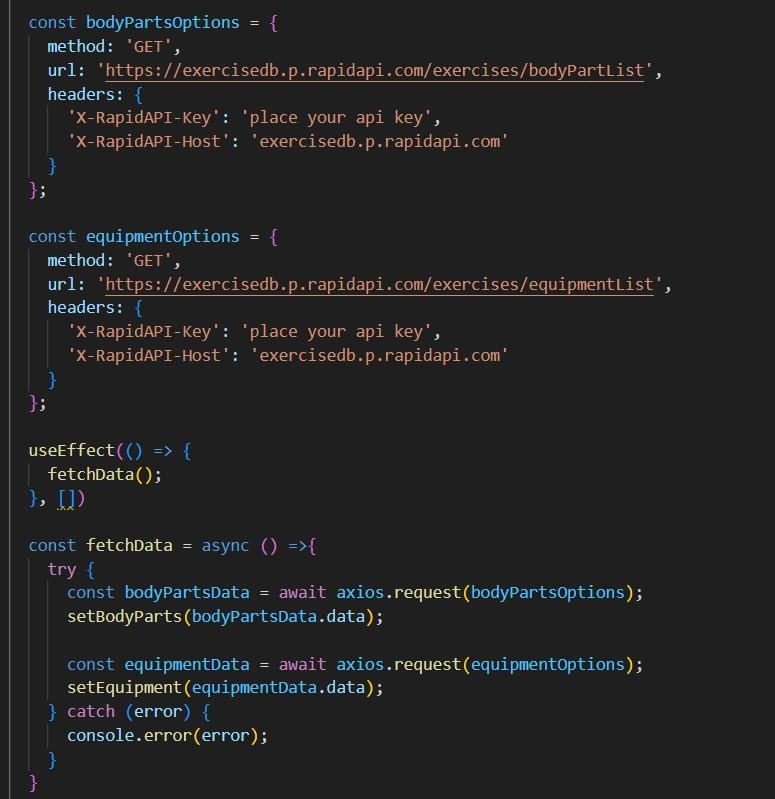 const bodyPartsOptions = {
  method: 'GET',
  url: 'https://exercisedb.p.rapidapi.com/exercises/bodyPartList',
  headers: {
    'X-RapidAPI-Key': 'place your api key',
    'X-RapidAPI-Host': 'exercisedb.p.rapidapi.com'
  }
};

const equipmentOptions = {
  method: 'GET',
  url: 'https://exercisedb.p.rapidapi.com/exercises/equipmentList',
  headers: {
    'X-RapidAPI-Key': 'place your api key',
    'X-RapidAPI-Host': 'exercisedb.p.rapidapi.com'
  }
};

useEffect(() => {
  fetchData();
}, [])

const fetchData = async () =>{
  try {
    const bodyPartsData = await axios.request(bodyPartsOptions);
    setBodyParts(bodyPartsData.data);

    const equipmentData = await axios.request(equipmentOptions);
    setEquipment(equipmentData.data);
  } catch (error) {
    console.error(error);
  }
}